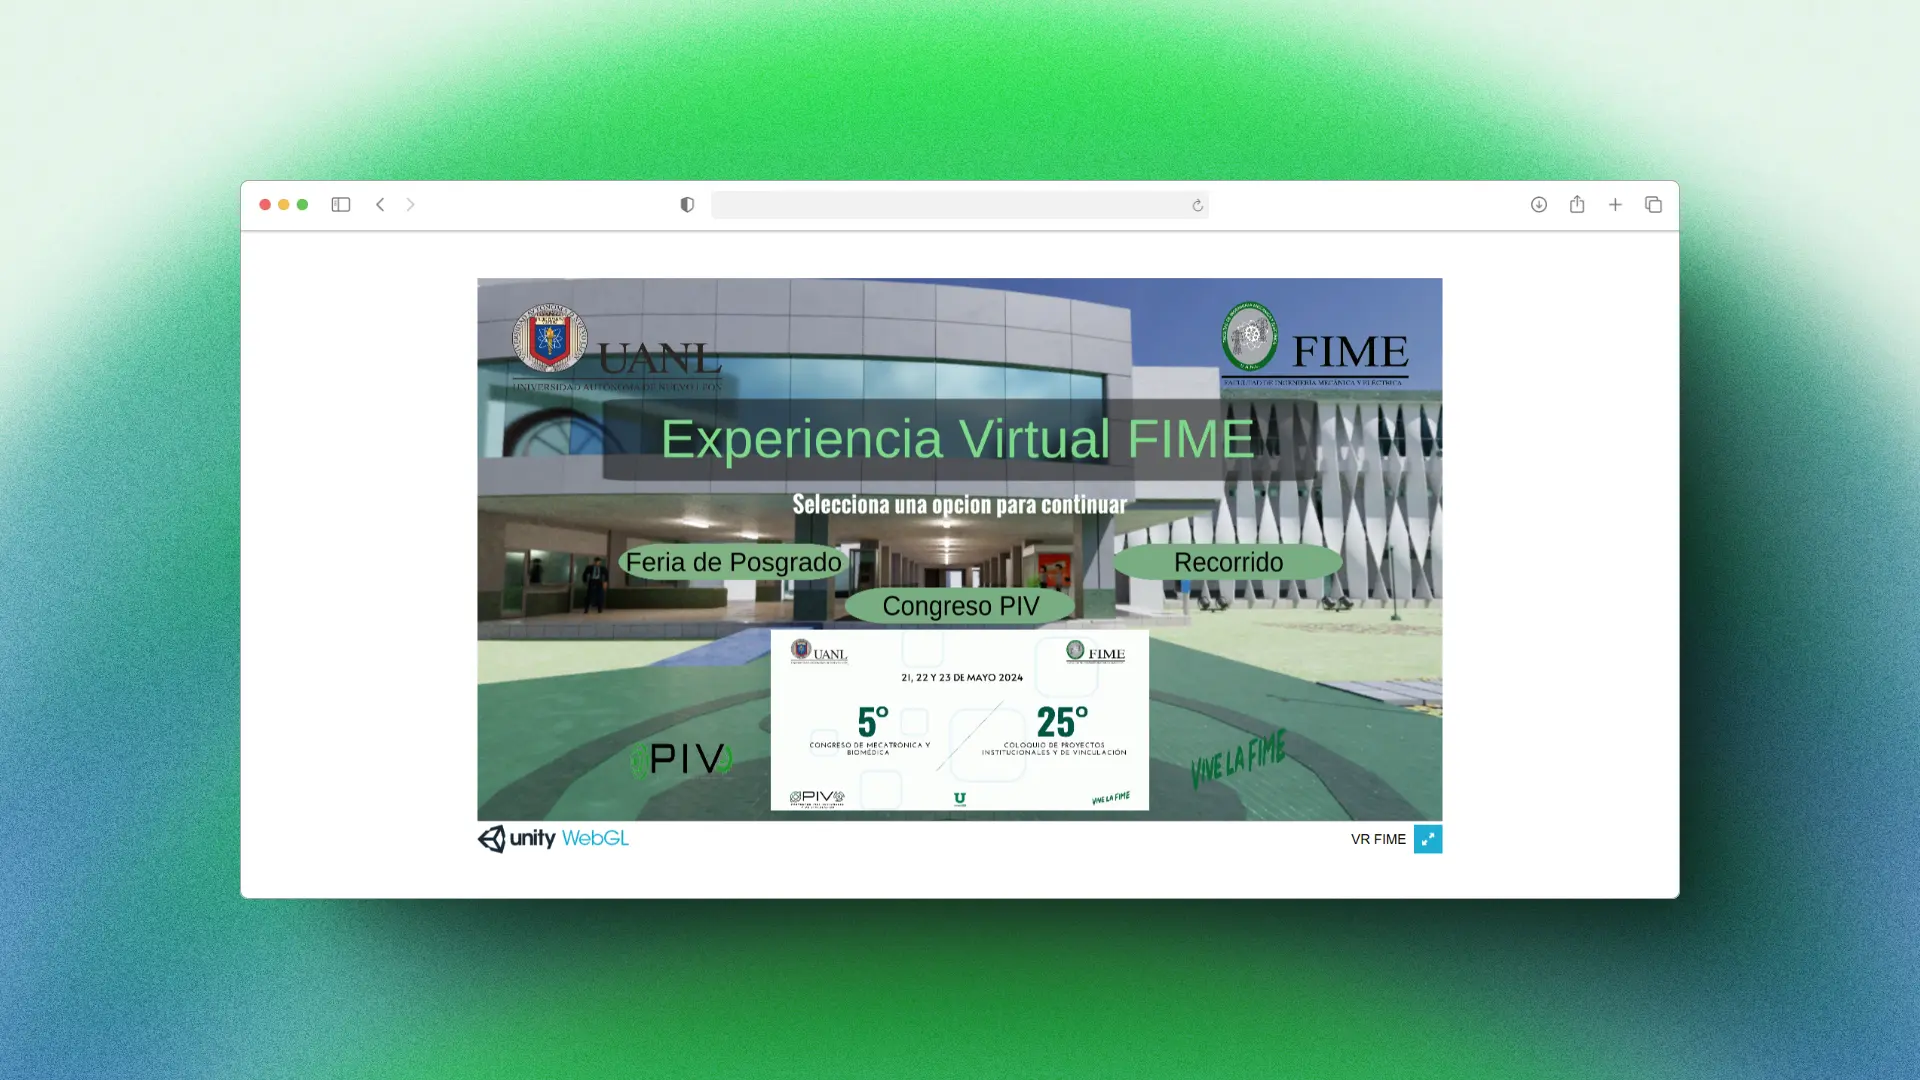 UANL
UNIVERSIDAD AUTÓNOMA DE NUEVO LEÓN
FIME
FACULTAD DE INGENIERÍA MECÁNICA Y ELÉCTRICA
Experiencia Virtual FIME
Selecciona una opcion para continuar
Feria de Posgrado
Recorrido
Congreso PIV
UANL
FIME
21, 22 Y 23 DE MAYO 2024
5º
CONGRESO DE MECATRÓNICA Y
BIOMÉDICA
25º
COLOQUIO DE PROYECTOS
INSTITUCIONALES Y DE VINCULACIÓN
PIV
VIVE LA FIME
PIV
U
VIVE LA FIME
unity WebGL
VR FIME